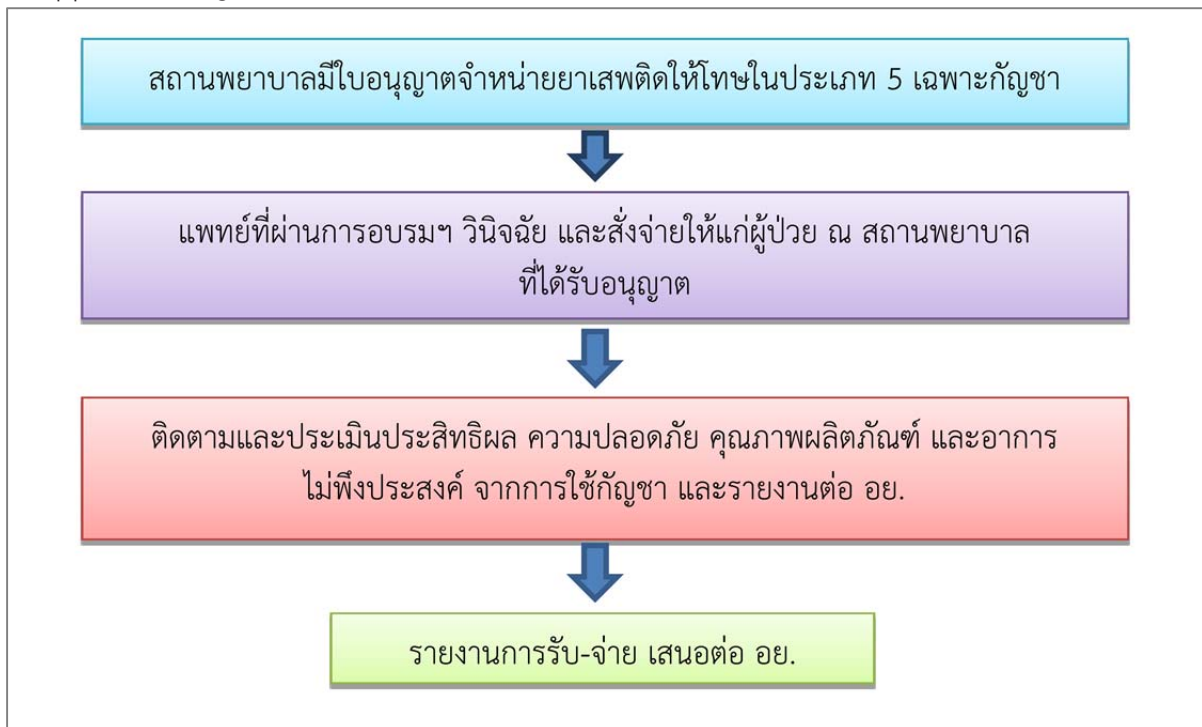 สถานพยาบาลมีใบอนุญาตจำหน่ายยาเสพติดให้โทษในประเภท 5 เฉพาะกัญชา
แพทย์ที่ผ่านการอบรมฯ วินิจฉัย และสั่งจ่ายให้แก่ผู้ป่วย ณ สถานพยาบาล
ที่ได้รับอนุญาต
ติดตามและประเมินประสิทธิผล ความปลอดภัย คุณภาพผลิตภัณฑ์ และอาการ
ไม่พึงประสงค์ จากการใช้กัญชา และรายงานต่อ อย.
รายงานการรับ-จ่าย เสนอต่อ อย.